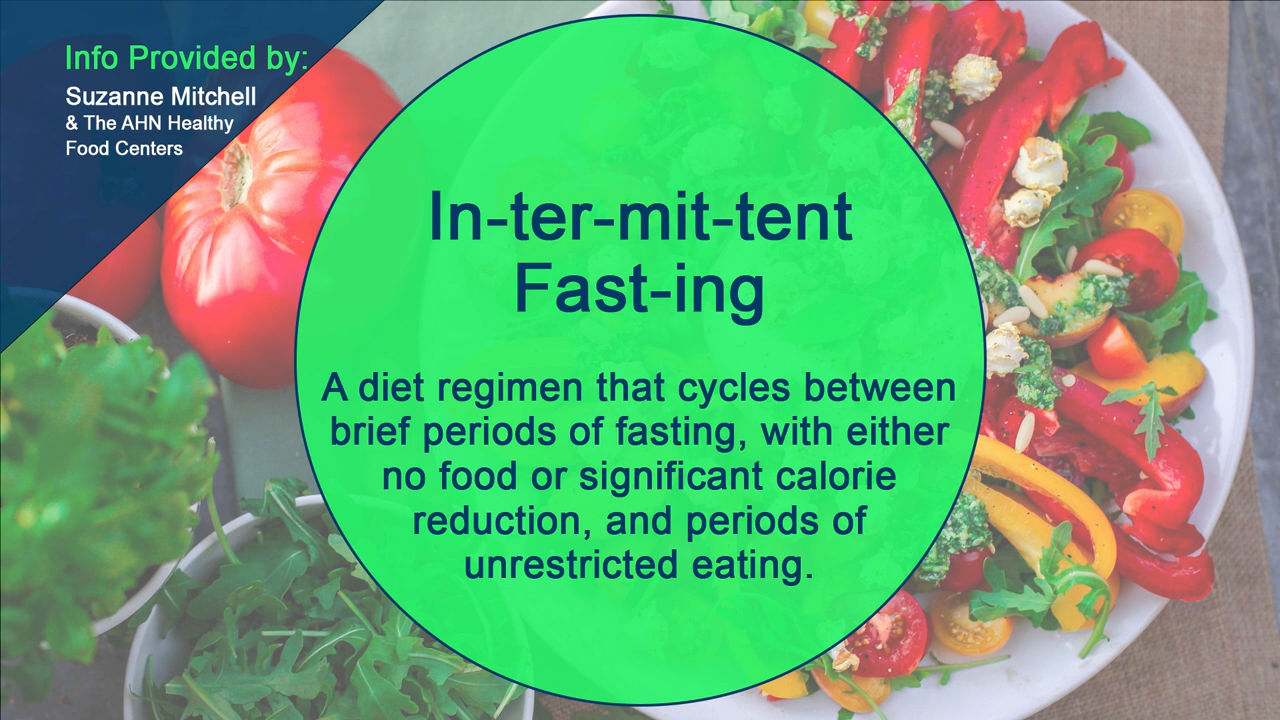 Info Provided by:
Suzanne Mitchell
& The AHN Healthy
Food Centers
In-ter-mit-tent
Fast-ing
A diet regimen that cycles between
brief periods of fasting, with either
no food or significant calorie
reduction, and periods of
unrestricted eating.